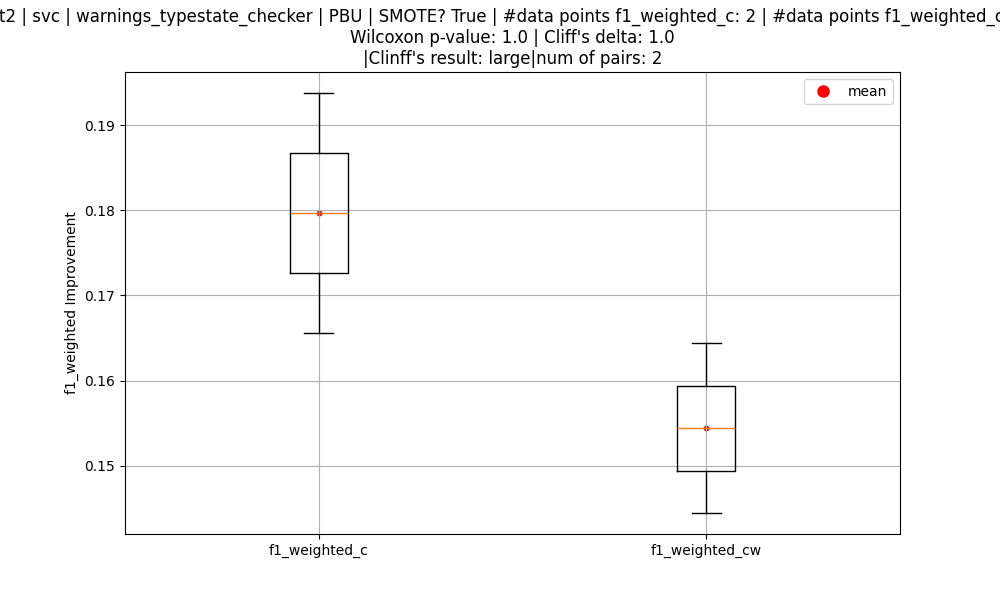 t2 | svc | warnings_typestate_checker | PBU | SMOTE? True | #data points f1_weighted_c: 2 | #data points f1_weighted_c
Wilcoxon p-value: 1.0 | Cliff's delta: 1.0
|Clinff's result: large|num of pairs: 2
mean
0.19
0.18
0.17
0.16
0.15
f1_weighted Improvement
f1_weighted_c
f1_weighted_cw